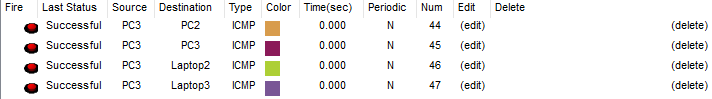 Fire Last Status Source Destination Type Color Time(sec) Periodic Num Edit Delete
Successful PC3 PC2 ICMP 0.000 N 44 (edit) (delete)
Successful PC3 PC3 ICMP 0.000 N 45 (edit) (delete)
Successful PC3 Laptop2 ICMP 0.000 N 46 (edit) (delete)
Successful PC3 Laptop3 ICMP 0.000 N 47 (edit) (delete)